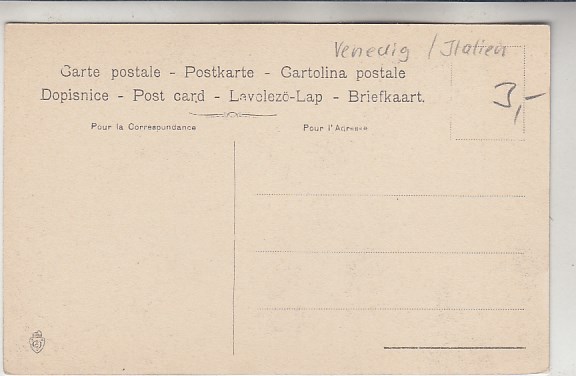 Venedig / Italien
Carte postale - Postkarte - Cartolina postale
Dopisnice - Post card - Levelező-Lap - Briefkaart.
3,-
Pour la Correspondance
Pour l'Adresse